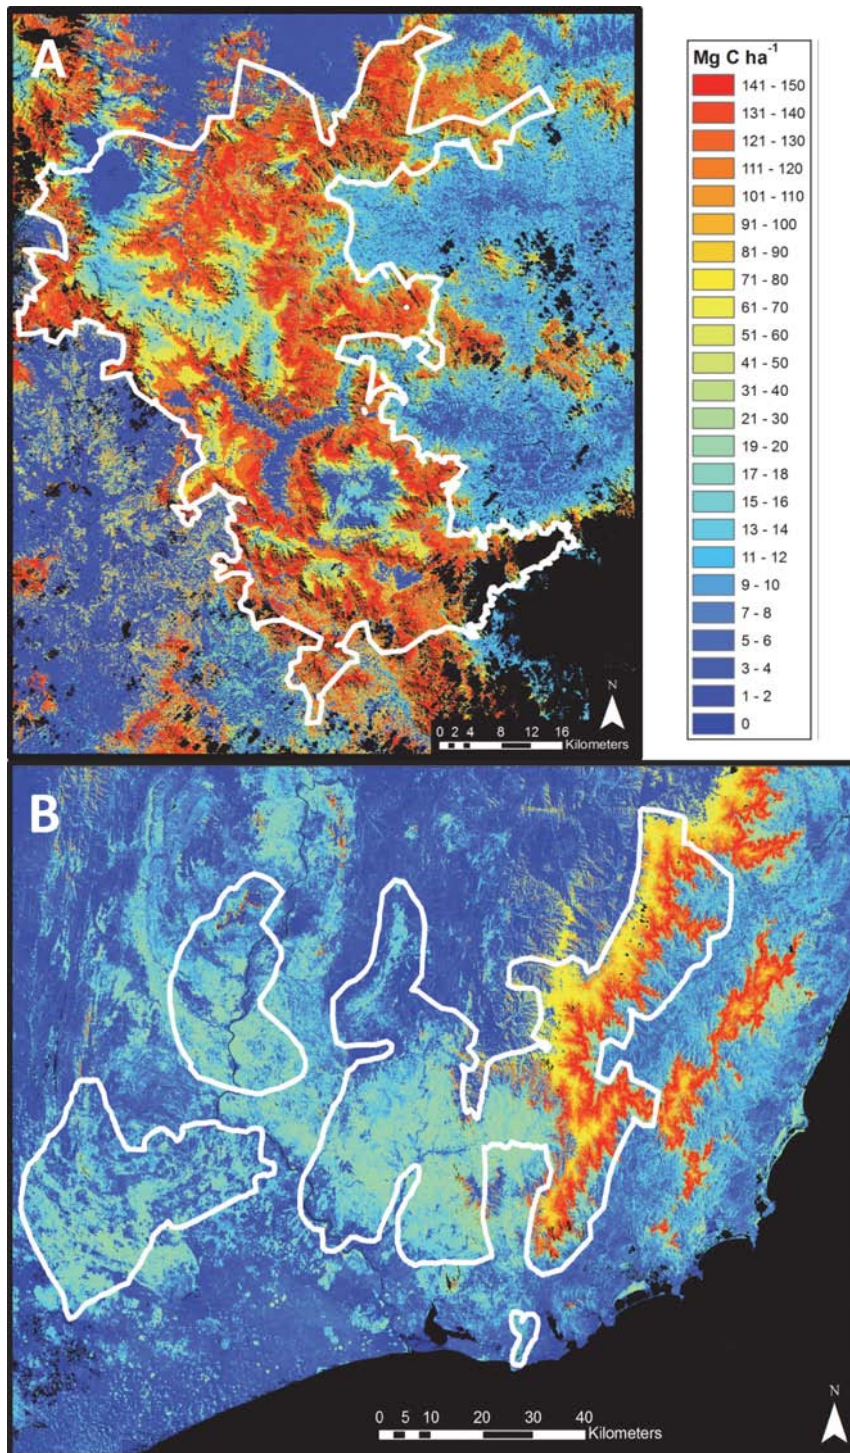 A
Mg C ha-1
141 - 150
131 - 140
121 - 130
111 - 120
101 - 110
91 - 100
81 - 90
71 - 80
61 - 70
51 - 60
41 - 50
31 - 40
21 - 30
19 - 20
17 - 18
15 - 16
13 - 14
11 - 12
9 - 10
7 - 8
5 - 6
3 - 4
1 - 2
0
N
0 2 4 8 12 16
Kilometers
B
N
0 5 10 20 30 40
Kilometers